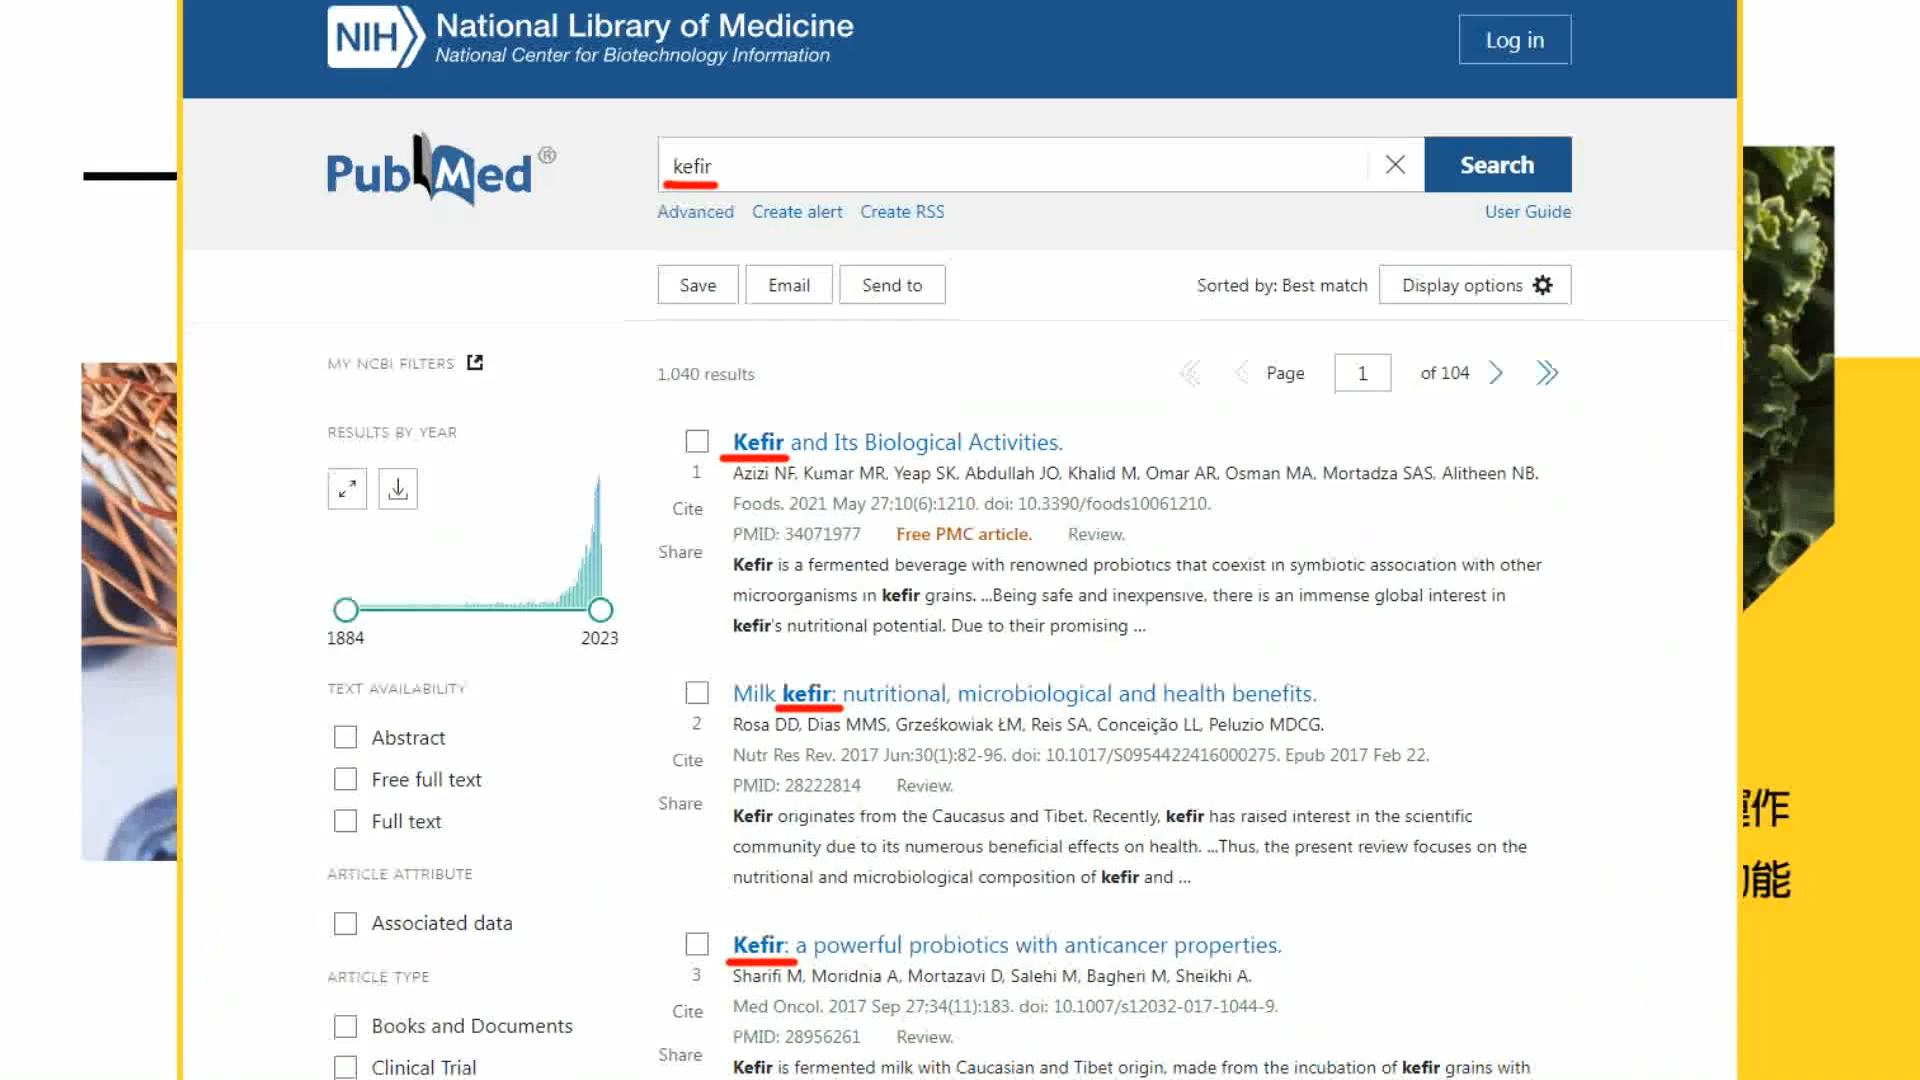 NIH National Library of Medicine
National Center for Biotechnology Information
Log in
PubMed®
kefir
Search
Advanced Create alert Create RSS
User Guide
Save Email Send to
Sorted by: Best match Display options
MY NCBI FILTERS
1,040 results
Page 1 of 104
RESULTS BY YEAR
1884 2023
TEXT AVAILABILITY
Abstract
Free full text
Full text
ARTICLE ATTRIBUTE
Associated data
ARTICLE TYPE
Books and Documents
Clinical Trial
Kefir and Its Biological Activities.
1
Azizi NF, Kumar MR, Yeap SK, Abdullah JO, Khalid M, Omar AR, Osman MA, Mortadza SAS, Alitheen NB.
Cite
Foods. 2021 May 27;10(6):1210. doi: 10.3390/foods10061210.
PMID: 34071977 Free PMC article. Review.
Share
Kefir is a fermented beverage with renowned probiotics that coexist in symbiotic association with other
microorganisms in kefir grains. ...Being safe and inexpensive, there is an immense global interest in
kefir's nutritional potential. Due to their promising ...
Milk kefir: nutritional, microbiological and health benefits.
2
Rosa DD, Dias MMS, Grześkowiak ŁM, Reis SA, Conceição LL, Peluzio MDCG.
Cite
Nutr Res Rev. 2017 Jun;30(1):82-96. doi: 10.1017/S0954422416000275. Epub 2017 Feb 22.
PMID: 28222814 Review.
Share
Kefir originates from the Caucasus and Tibet. Recently, kefir has raised interest in the scientific
community due to its numerous beneficial effects on health. ...Thus, the present review focuses on the
nutritional and microbiological composition of kefir and ...
Kefir: a powerful probiotics with anticancer properties.
3
Sharifi M, Moridnia A, Mortazavi D, Salehi M, Bagheri M, Sheikhi A.
Cite
Med Oncol. 2017 Sep 27;34(11):183. doi: 10.1007/s12032-017-1044-9.
PMID: 28956261 Review.
Share
Kefir is fermented milk with Caucasian and Tibet origin, made from the incubation of kefir grains with
作
能